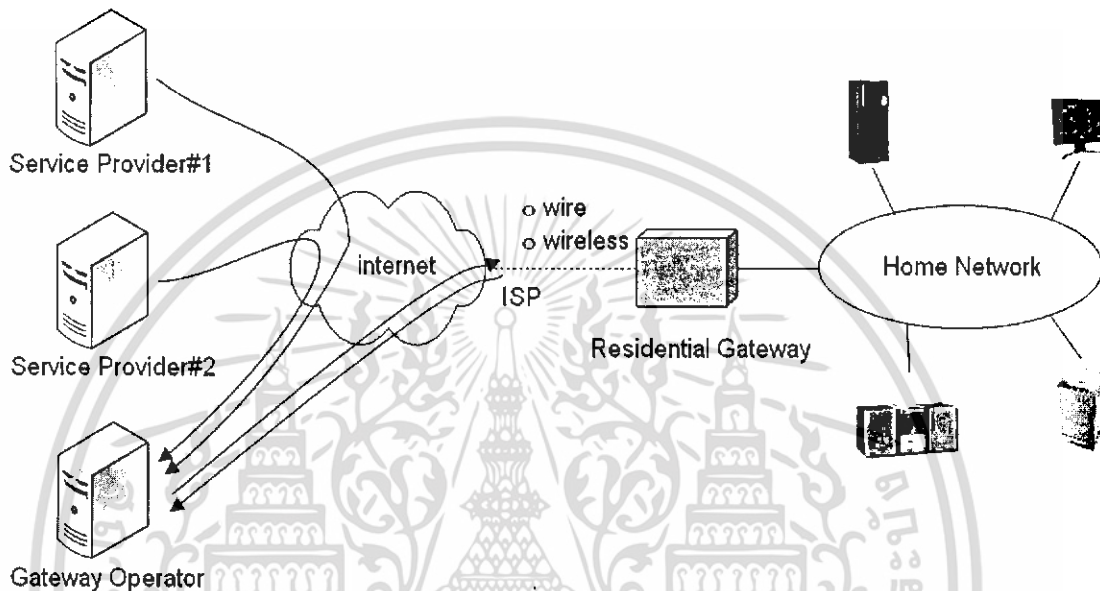 Service Provider#1
Service Provider#2
Gateway Operator
internet
o wire
o wireless
ISP
Residential Gateway
Home Network